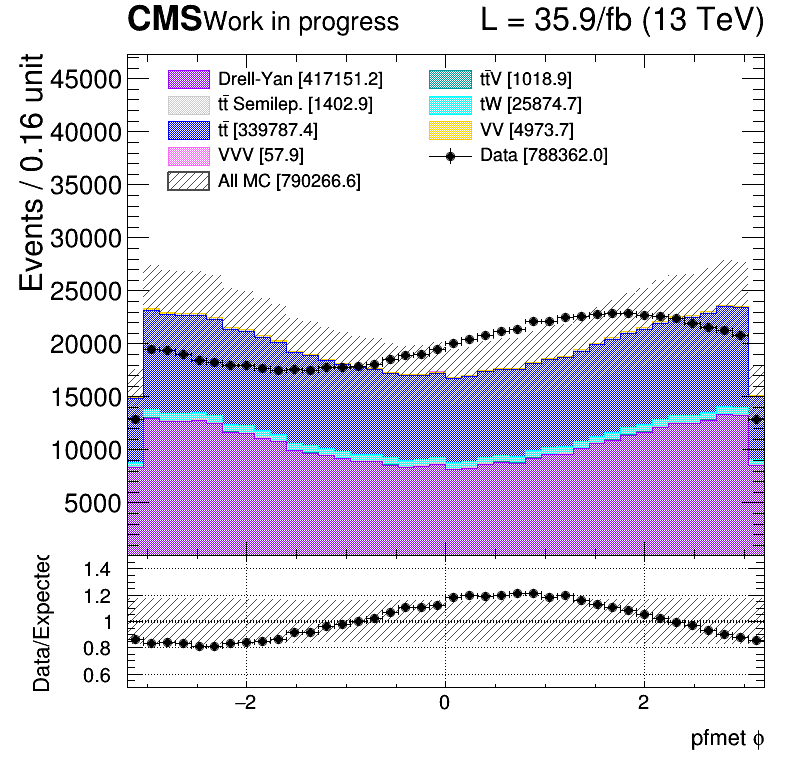 CMS Work in progress L = 35.9/fb (13 TeV)
Events / 0.16 unit
45000
40000
35000
30000
25000
20000
15000
10000
5000
Drell-Yan [417151.2]
tt̄ Semilep. [1402.9]
tt̄ [339787.4]
VVV [57.9]
All MC [790266.6]
tt̄V [1018.9]
tW [25874.7]
VV [4973.7]
Data [788362.0]
Data/Expected
1.4
1.2
1
0.8
0.6
−2 0 2
pfmet ϕ